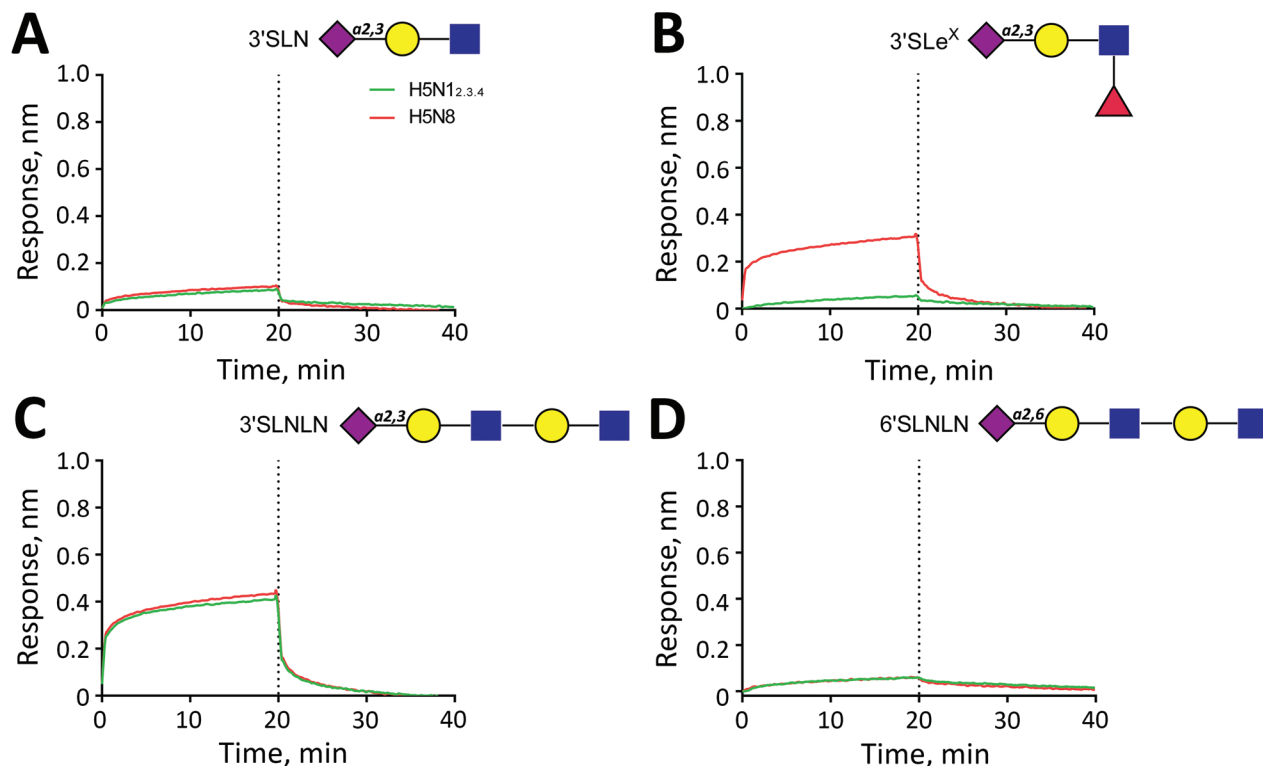 A
3'SLN
a2,3
H5N12.3.4
H5N8
Response, nm
1.0
0.8
0.6
0.4
0.2
0
0 10 20 30 40
Time, min
B
3'SLeX
a2,3
Response, nm
1.0
0.8
0.6
0.4
0.2
0
0 10 20 30 40
Time, min
C
3'SLNLN
a2,3
Response, nm
1.0
0.8
0.6
0.4
0.2
0
0 10 20 30 40
Time, min
D
6'SLNLN
a2,6
Response, nm
1.0
0.8
0.6
0.4
0.2
0
0 10 20 30 40
Time, min